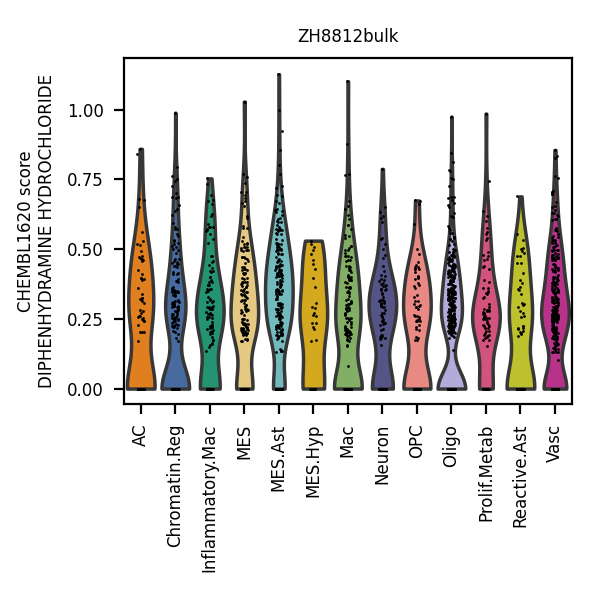 ZH8812bulk
CHEMBL1620 score
DIPHENHYDRAMINE HYDROCHLORIDE
1.00
0.75
0.50
0.25
0.00
AC
Chromatin.Reg
Inflammatory.Mac
MES
MES.Ast
MES.Hyp
Mac
Neuron
OPC
Oligo
Prolif.Metab
Reactive.Ast
Vasc